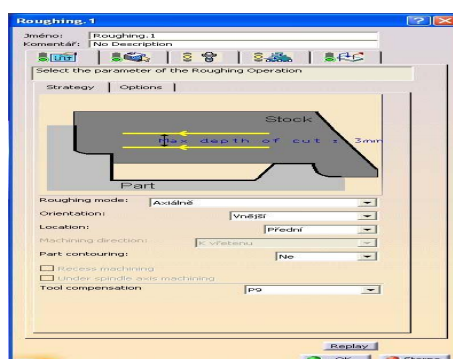 Roughing.1
Jméno: Roughing.1
Komentář: No Description
Select the parameter of the Roughing Operation
Strategy Options
Stock
Max depth of cut : 3mm
Part
Roughing mode: Axiálně
Orientation: Vnější
Location: Přední
Machining direction: K vřetenu
Part contouring: Ne
Recess machining
Under spindle axis machining
Tool compensation P9
Replay
OK Storno